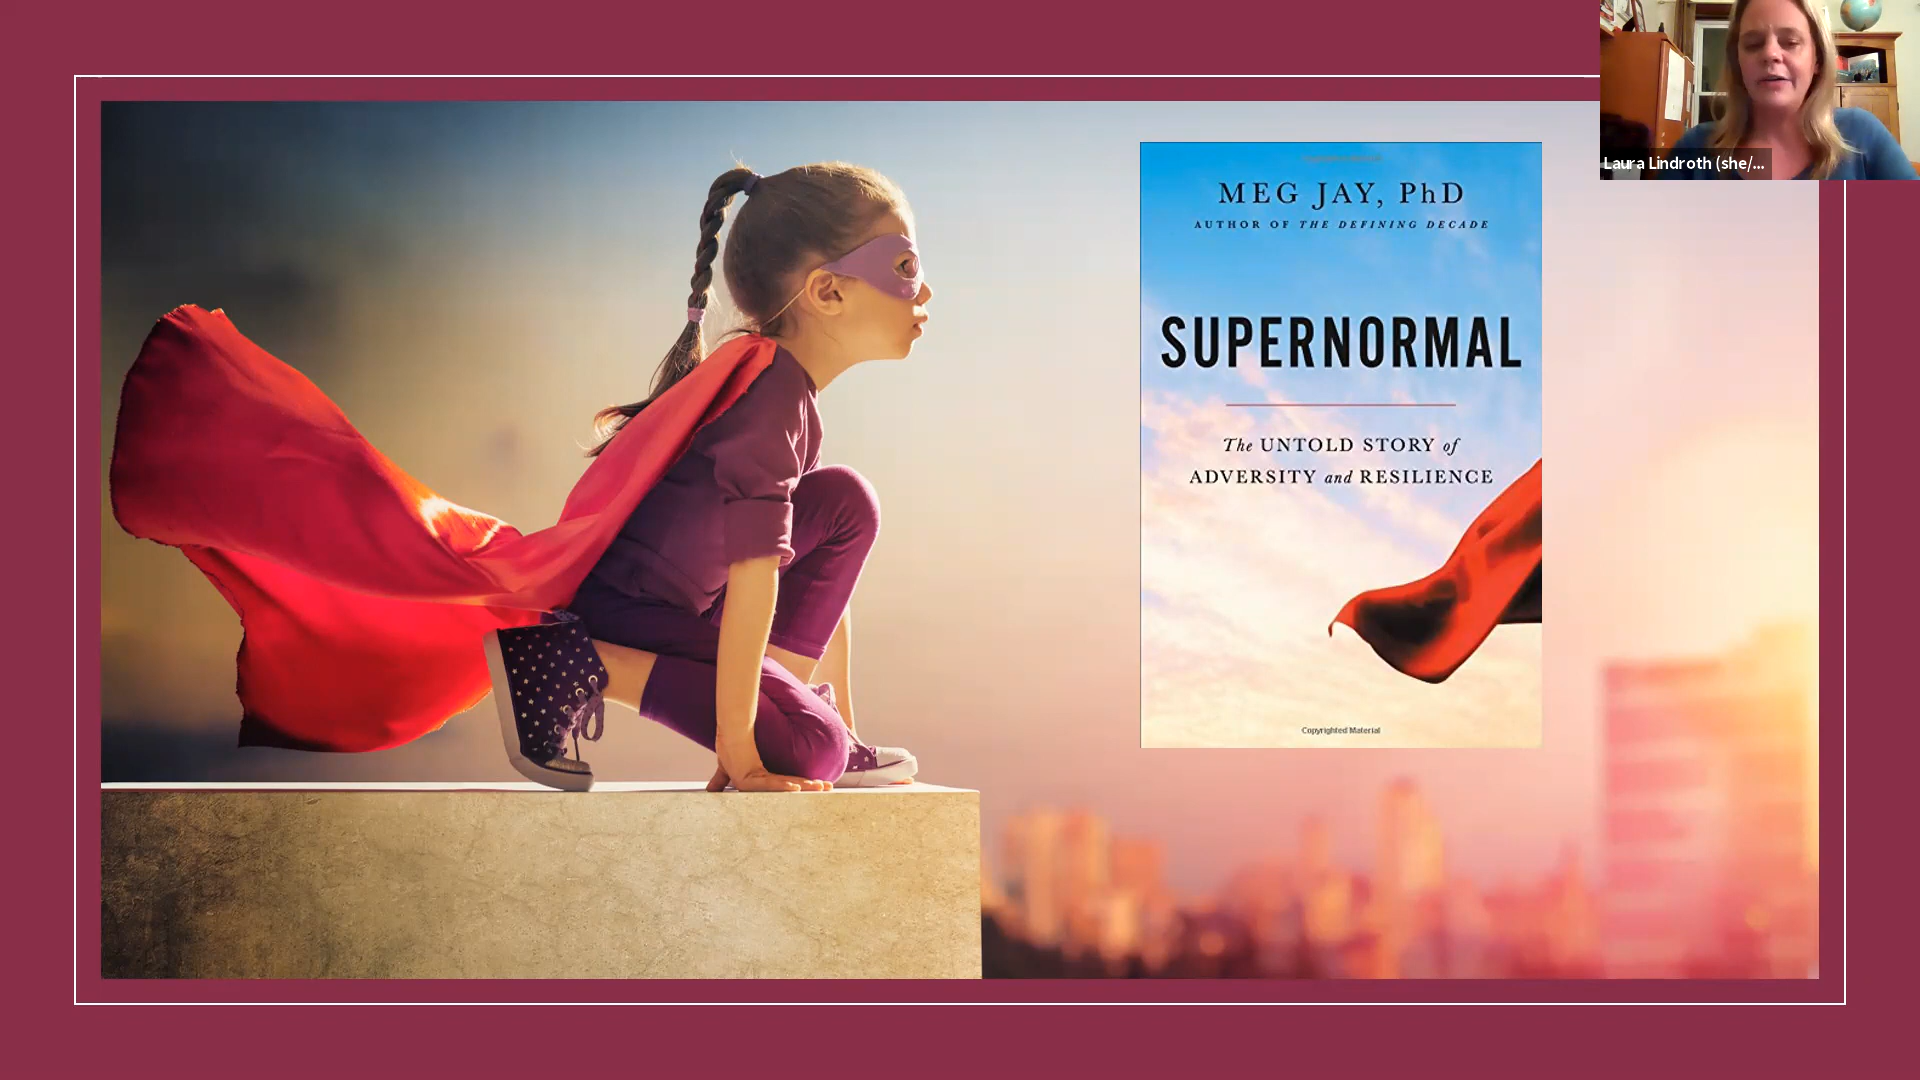 Laura Lindroth (she/...
MEG JAY, PhD
AUTHOR OF THE DEFINING DECADE
SUPERNORMAL
The UNTOLD STORY of
ADVERSITY and RESILIENCE
Copyrighted Material